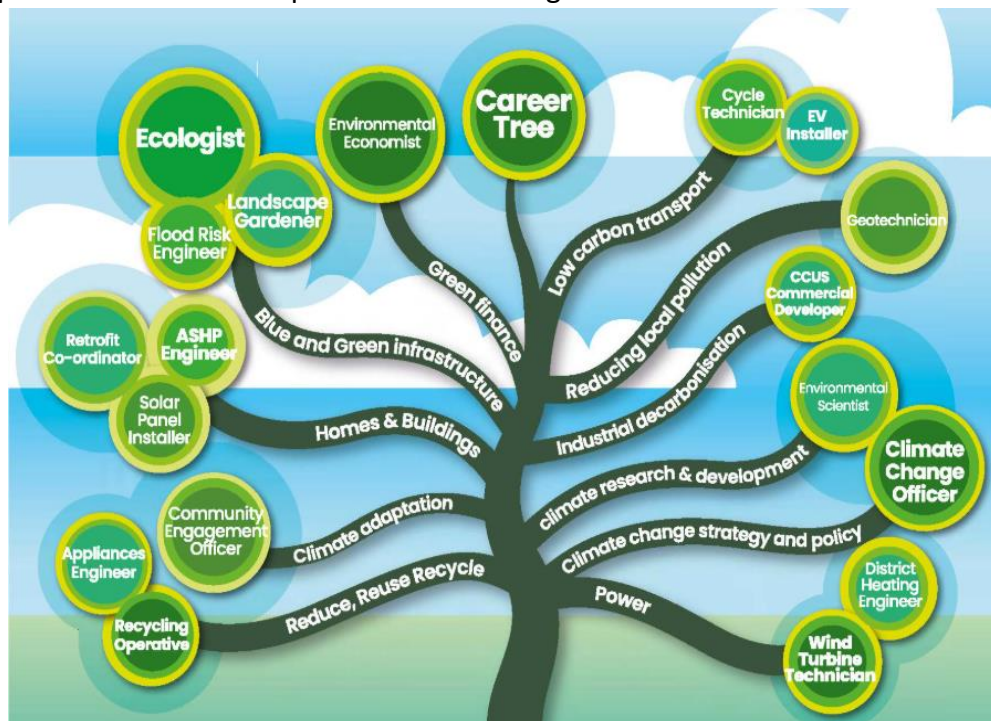 Career
Tree
Ecologist
Landscape
Gardener
Flood Risk
Engineer
Blue and Green infrastructure
Environmental
Economist
Green finance
Cycle
Technician
EV
Installer
Low carbon transport
Geotechnician
Reducing local pollution
CCUS
Commercial
Developer
Industrial decarbonisation
Retrofit
Co-ordinator
ASHP
Engineer
Solar
Panel
Installer
Homes & Buildings
Environmental
Scientist
climate research & development
Climate
Change
Officer
Climate change strategy and policy
Community
Engagement
Officer
Climate adaptation
Appliances
Engineer
Recycling
Operative
Reduce, Reuse Recycle
District
Heating
Engineer
Wind
Turbine
Technician
Power